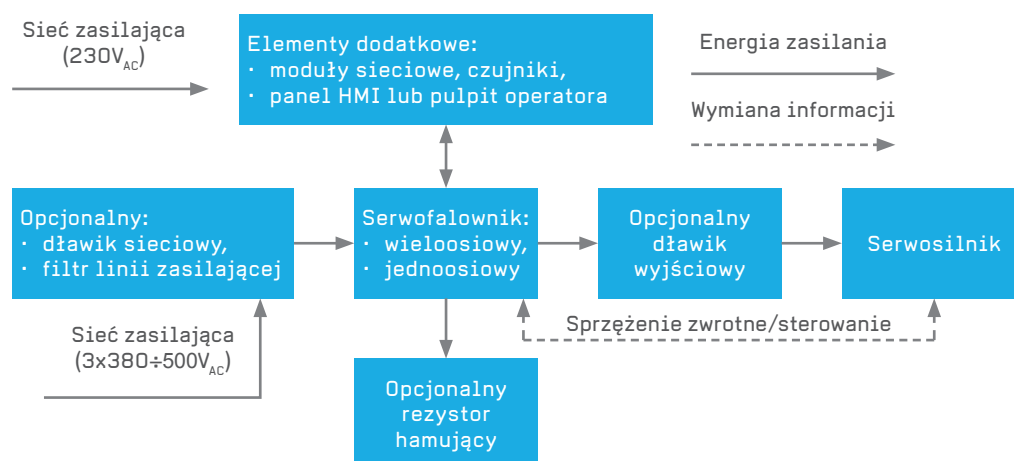 Sieć zasilająca
(230V_AC)
Elementy dodatkowe:
· moduły sieciowe, czujniki,
· panel HMI lub pulpit operatora
Energia zasilania
Wymiana informacji
Opcjonalny:
· dławik sieciowy,
· filtr linii zasilającej
Serwofalownik:
· wieloosiowy,
· jednoosiowy
Opcjonalny
dławik
wyjściowy
Serwosilnik
Sieć zasilająca
(3x380÷500V_AC)
Sprzężenie zwrotne/sterowanie
Opcjonalny
rezystor
hamujący